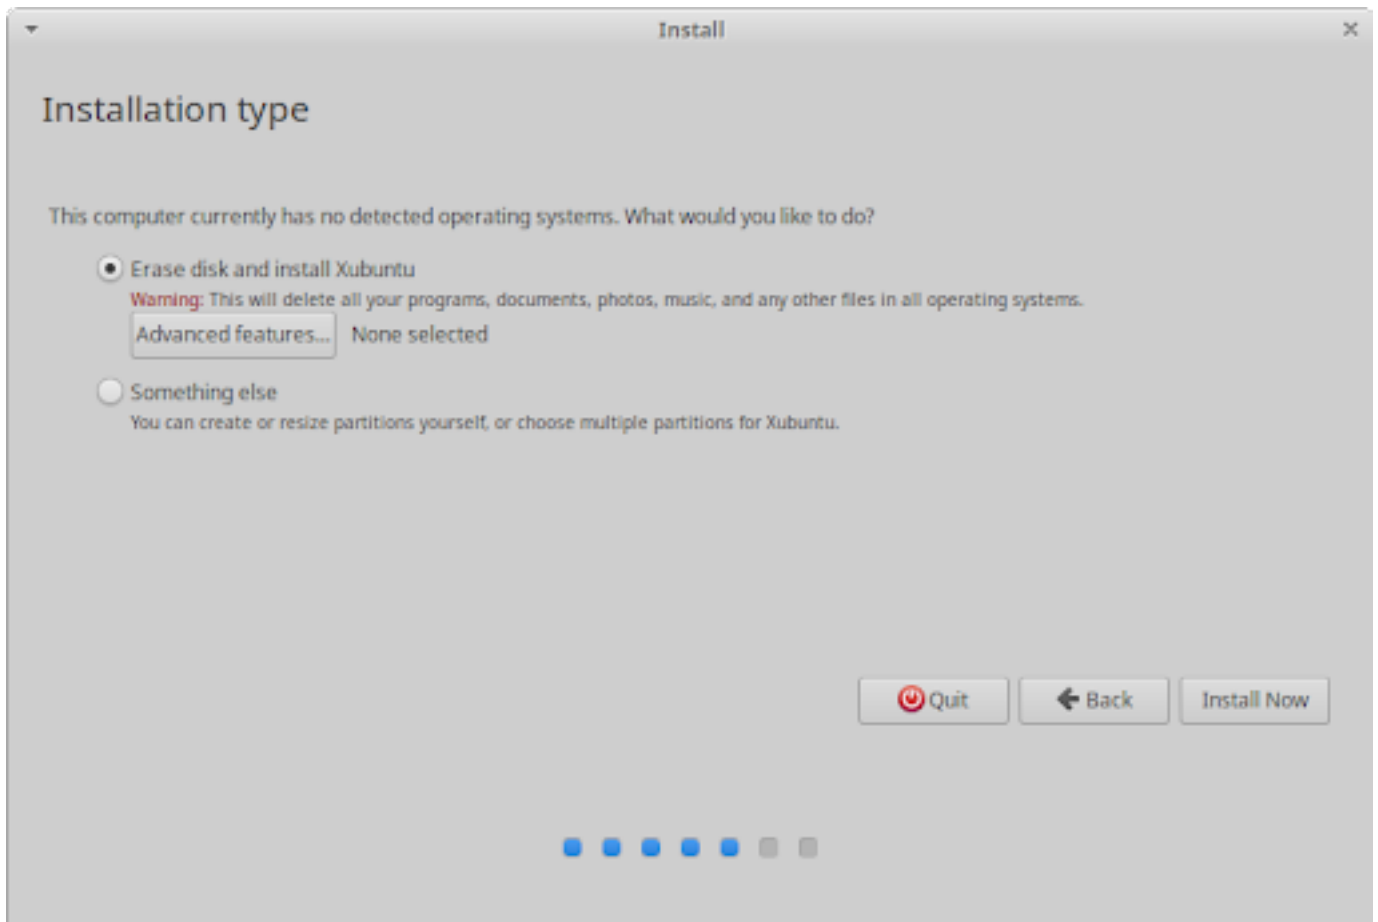 Install
Installation type
This computer currently has no detected operating systems. What would you like to do?
Erase disk and install Xubuntu
Warning: This will delete all your programs, documents, photos, music, and any other files in all operating systems.
Advanced features... None selected
Something else
You can create or resize partitions yourself, or choose multiple partitions for Xubuntu.
Quit Back Install Now